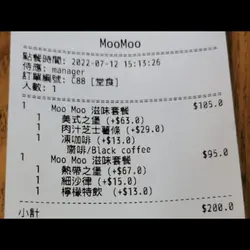 MooMoo
點餐時間: 2022-07-12 15:13:26
侍應: manager
訂單編號: C88 [堂食]
人數: 1
1 Moo Moo 滋味套餐 $105.0
1 美式之堡 (+$63.0)
1 肉汁芝士薯條 (+$29.0)
1 凍咖啡 (+$13.0)
齋啡/Black coffee
1 Moo Moo 滋味套餐 $95.0
1 熱帶之堡 (+$67.0)
1 細沙律 (+$15.0)
1 檸檬特飲 (+$13.0)
小計 $200.0